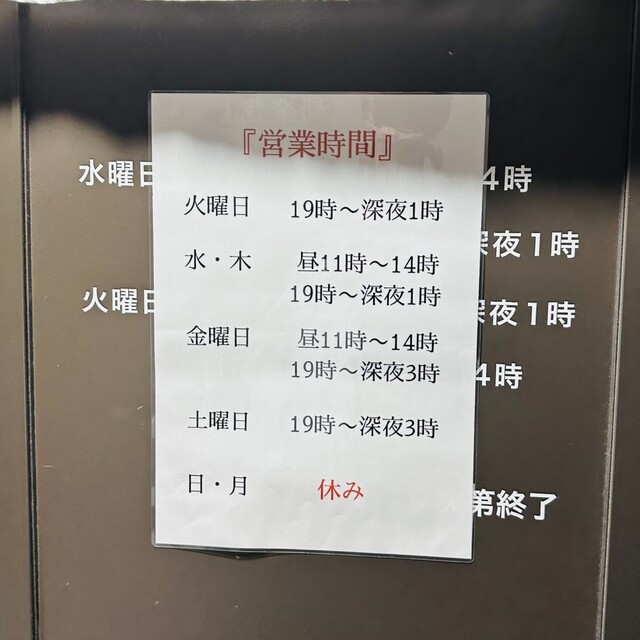 『営業時間』
水曜日
4時
火曜日 19時～深夜1時
水・木 昼11時～14時
深夜1時
19時～深夜1時
火曜日
深夜1時
金曜日 昼11時～14時
19時～深夜3時
4時
土曜日 19時～深夜3時
日・月 休み
第終了